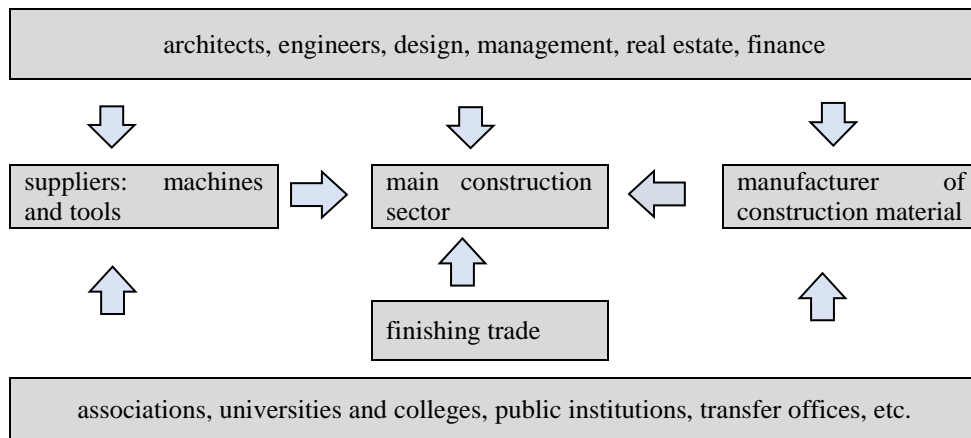 architects, engineers, design, management, real estate, finance
suppliers: machines
and tools
main construction
sector
manufacturer of
construction material
finishing trade
associations, universities and colleges, public institutions, transfer offices, etc.